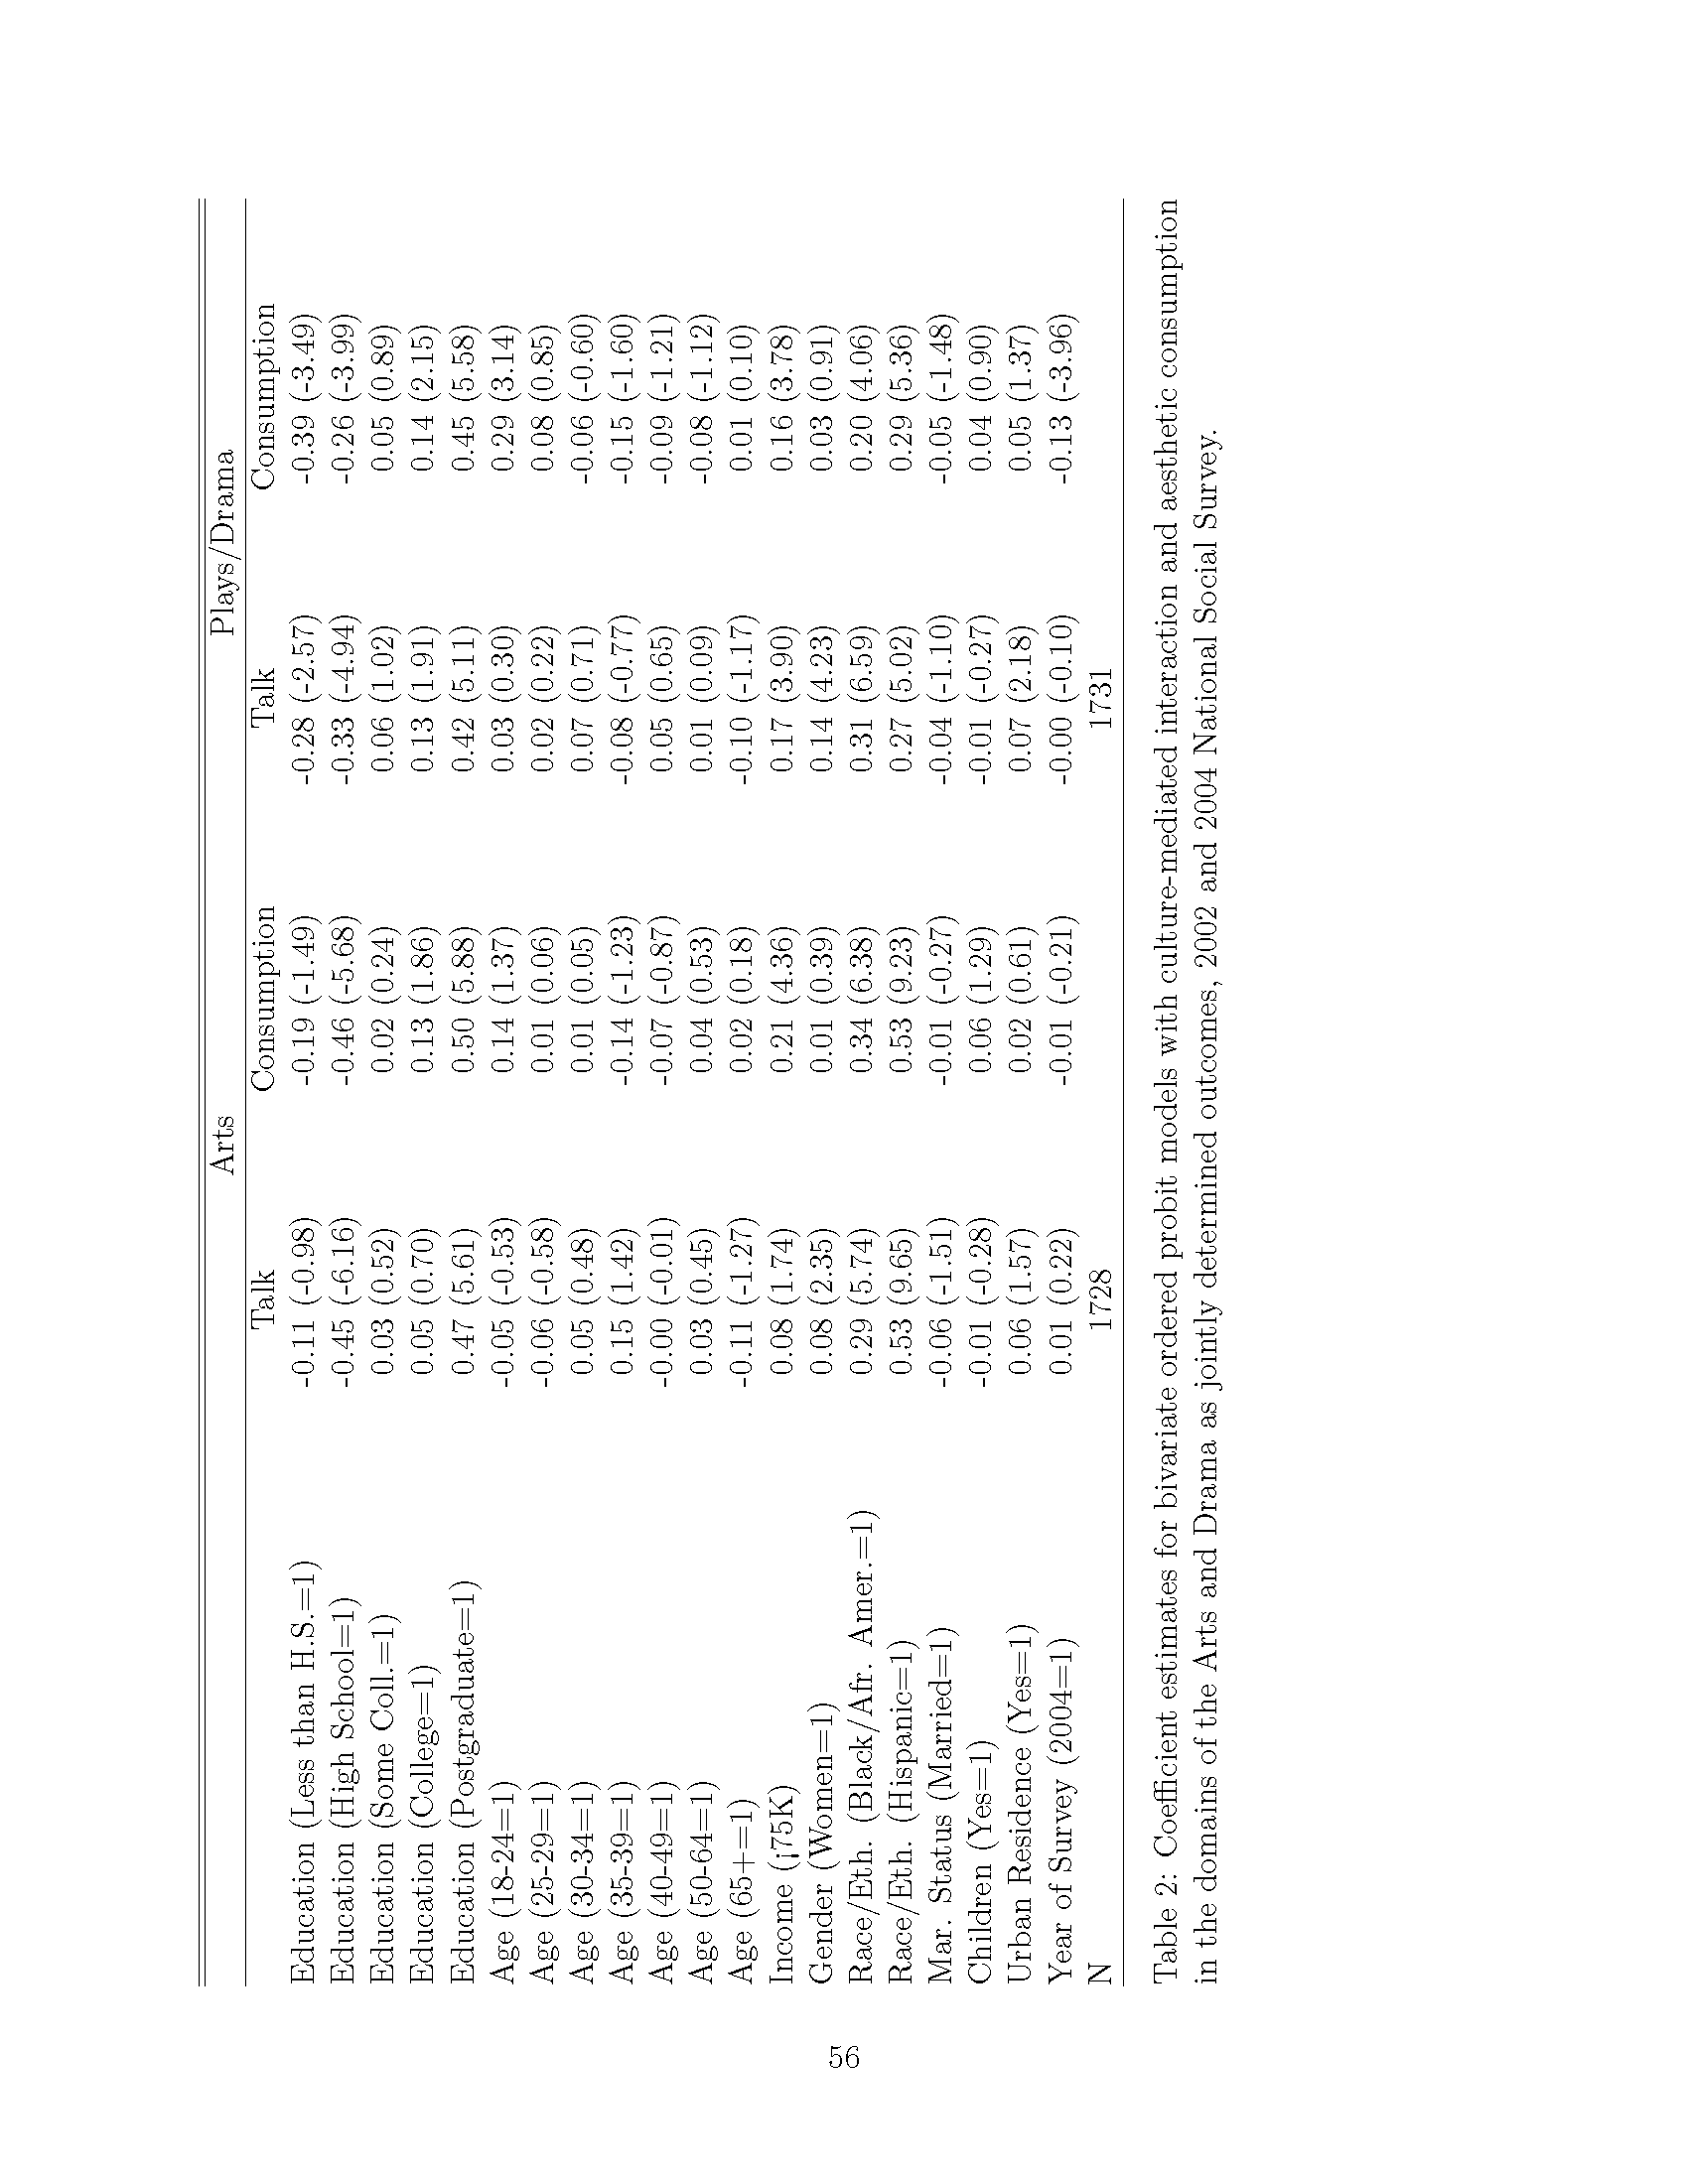 Arts Plays/Drama
Talk Consumption Talk Consumption
Education (Less than H.S.=1) -0.11 (-0.98) -0.19 (-1.49) -0.28 (-2.57) -0.39 (-3.49)
Education (High School=1) -0.45 (-6.16) -0.46 (-5.68) -0.33 (-4.94) -0.26 (-3.99)
Education (Some Coll.=1) 0.03 (0.52) 0.02 (0.24) 0.06 (1.02) 0.05 (0.89)
Education (College=1) 0.05 (0.70) 0.13 (1.86) 0.13 (1.91) 0.14 (2.15)
Education (Postgraduate=1) 0.47 (5.61) 0.50 (5.88) 0.42 (5.11) 0.45 (5.58)
Age (18-24=1) -0.05 (-0.53) 0.14 (1.37) 0.03 (0.30) 0.29 (3.14)
Age (25-29=1) -0.06 (-0.58) 0.01 (0.06) 0.02 (0.22) 0.08 (0.85)
Age (30-34=1) 0.05 (0.48) 0.01 (0.05) 0.07 (0.71) -0.06 (-0.60)
Age (35-39=1) 0.15 (1.42) -0.14 (-1.23) -0.08 (-0.77) -0.15 (-1.60)
Age (40-49=1) -0.00 (-0.01) -0.07 (-0.87) 0.05 (0.65) -0.09 (-1.21)
Age (50-64=1) 0.03 (0.45) 0.04 (0.53) 0.01 (0.09) -0.08 (-1.12)
Age (65+=1) -0.11 (-1.27) 0.02 (0.18) -0.10 (-1.17) 0.01 (0.10)
Income (¡75K) 0.08 (1.74) 0.21 (4.36) 0.17 (3.90) 0.16 (3.78)
Gender (Women=1) 0.08 (2.35) 0.01 (0.39) 0.14 (4.23) 0.03 (0.91)
Race/Eth. (Black/Afr. Amer.=1) 0.29 (5.74) 0.34 (6.38) 0.31 (6.59) 0.20 (4.06)
Race/Eth. (Hispanic=1) 0.53 (9.65) 0.53 (9.23) 0.27 (5.02) 0.29 (5.36)
Mar. Status (Married=1) -0.06 (-1.51) -0.01 (-0.27) -0.04 (-1.10) -0.05 (-1.48)
Children (Yes=1) -0.01 (-0.28) 0.06 (1.29) -0.01 (-0.27) 0.04 (0.90)
Urban Residence (Yes=1) 0.06 (1.57) 0.02 (0.61) 0.07 (2.18) 0.05 (1.37)
Year of Survey (2004=1) 0.01 (0.22) -0.01 (-0.21) -0.00 (-0.10) -0.13 (-3.96)
N 1728 1731
Table 2: Coefficient estimates for bivariate ordered probit models with culture-mediated interaction and aesthetic consumption
in the domains of the Arts and Drama as jointly determined outcomes, 2002 and 2004 National Social Survey.
56